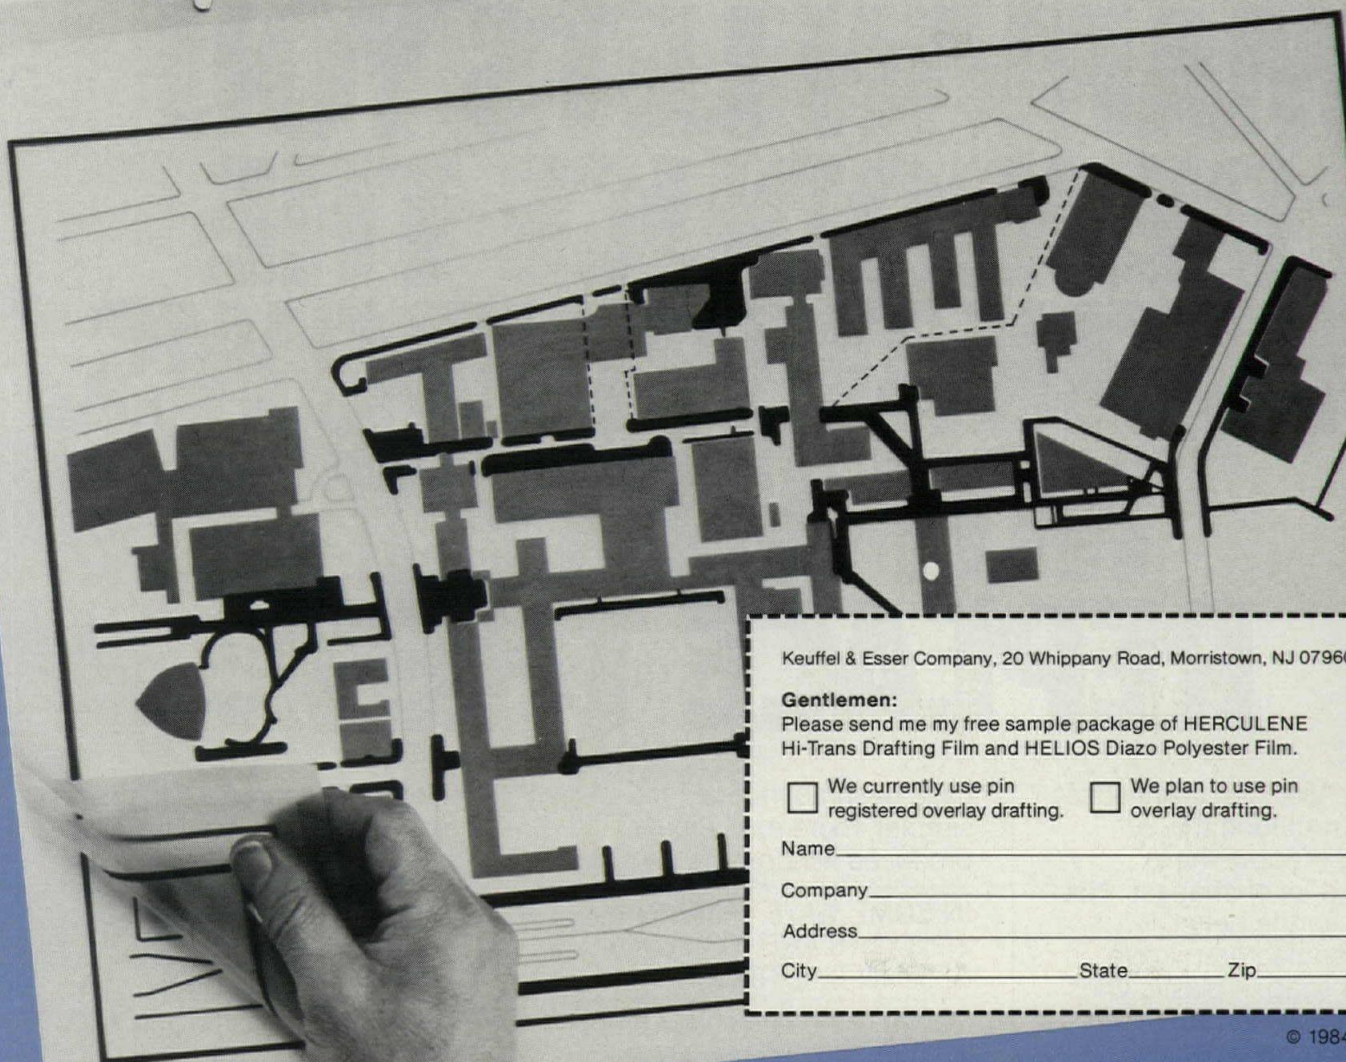 Keuffel & Esser Company, 20 Whippany Road, Morristown, NJ 07960
Gentlemen:
Please send me my free sample package of HERCULENE
Hi-Trans Drafting Film and HELIOS Diazo Polyester Film.
We currently use pin
registered overlay drafting.
We plan to use pin
overlay drafting.
Name
Company
Address
City State Zip
© 1984